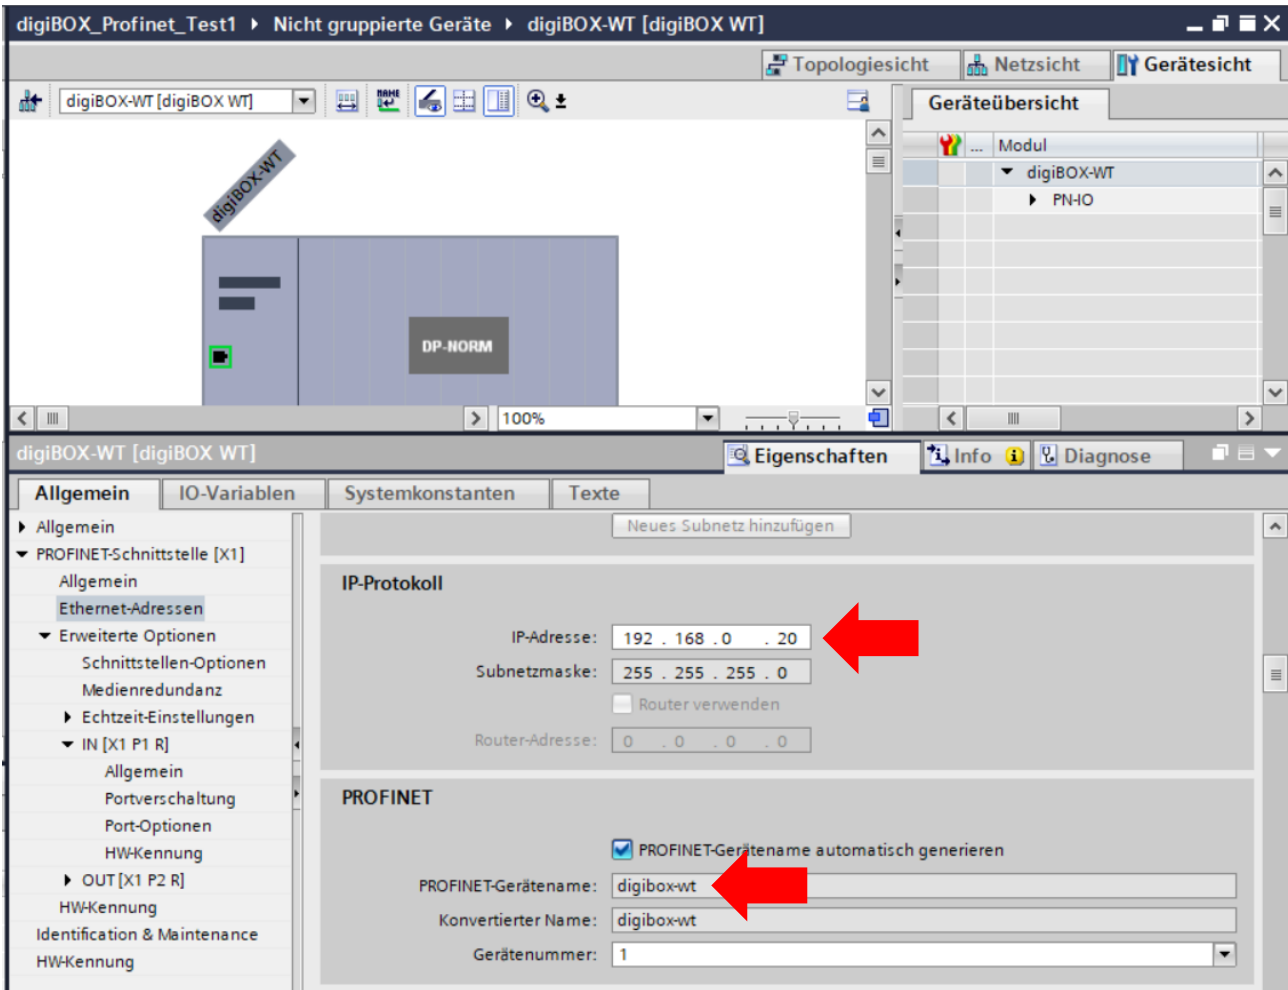 digiBOX_Profinet_Test1 ▸ Nicht gruppierte Geräte ▸ digiBOX-WT [digiBOX WT]
Topologiesicht Netzsicht Gerätesicht
digiBOX-WT [digiBOX WT]
NAME
Geräteübersicht
... Modul
digiBOX-WT
PN-IO
digiBOX-WT
DP-NORM
100%
digiBOX-WT [digiBOX WT]
Eigenschaften Info Diagnose
Allgemein IO-Variablen Systemkonstanten Texte
Allgemein
PROFINET-Schnittstelle [X1]
Allgemein
Ethernet-Adressen
Erweiterte Optionen
Schnittstellen-Optionen
Medienredundanz
Echtzeit-Einstellungen
IN [X1 P1 R]
Allgemein
Portverschaltung
Port-Optionen
HW-Kennung
OUT [X1 P2 R]
HW-Kennung
Identification & Maintenance
HW-Kennung
Neues Subnetz hinzufügen
IP-Protokoll
IP-Adresse: 192 . 168 . 0 . 20
Subnetzmaske: 255 . 255 . 255 . 0
Router verwenden
Router-Adresse: 0 . 0 . 0 . 0
PROFINET
PROFINET-Gerätename automatisch generieren
PROFINET-Gerätename: digibox-wt
Konvertierter Name: digibox-wt
Gerätenummer: 1